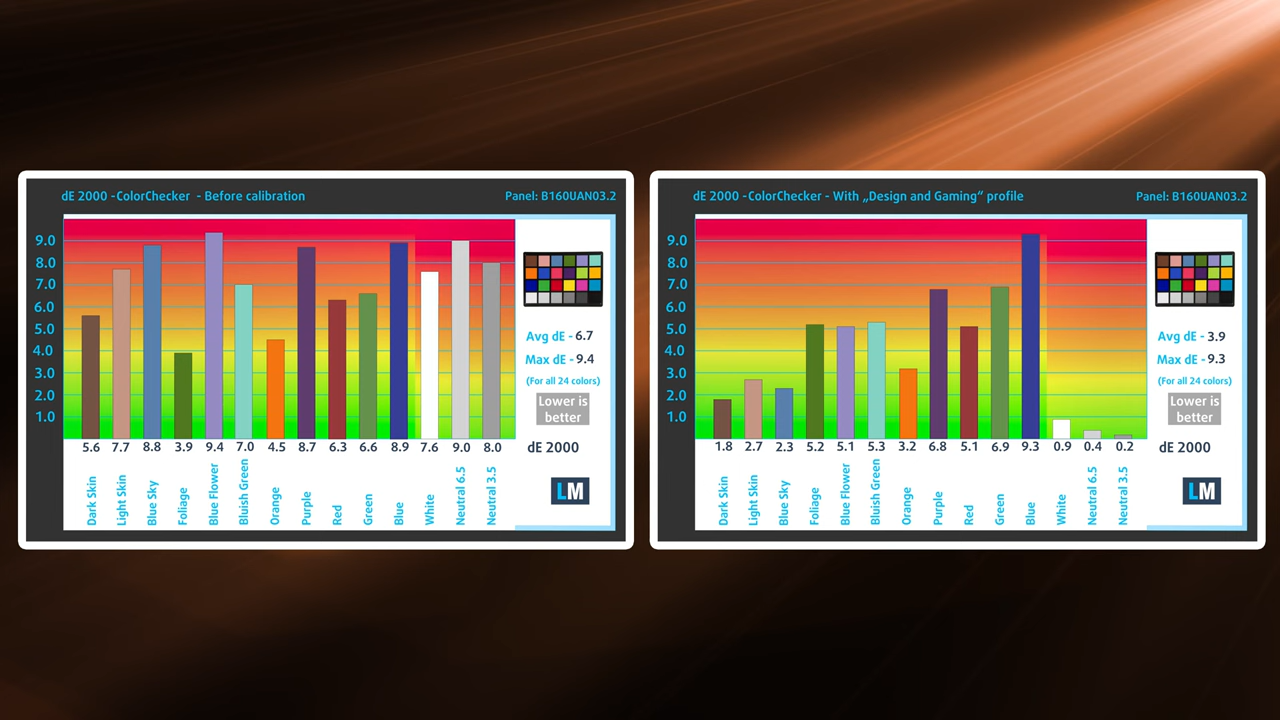 dE 2000 -ColorChecker - Before calibration
Panel: B160UAN03.2
9.0
8.0
7.0
6.0
5.0
4.0
3.0
2.0
1.0
Avg dE - 6.7
Max dE - 9.4
(For all 24 colors)
Lower is
better
5.6 7.7 8.8 3.9 9.4 7.0 4.5 8.7 6.3 6.6 8.9 7.6 9.0 8.0
dE 2000
Dark Skin
Light Skin
Blue Sky
Foliage
Blue Flower
Bluish Green
Orange
Purple
Red
Green
Blue
White
Neutral 6.5
Neutral 3.5
LM
dE 2000 -ColorChecker - With „Design and Gaming“ profile
Panel: B160UAN03.2
9.0
8.0
7.0
6.0
5.0
4.0
3.0
2.0
1.0
Avg dE - 3.9
Max dE - 9.3
(For all 24 colors)
Lower is
better
1.8 2.7 2.3 5.2 5.1 5.3 3.2 6.8 5.1 6.9 9.3 0.9 0.4 0.2
dE 2000
Dark Skin
Light Skin
Blue Sky
Foliage
Blue Flower
Bluish Green
Orange
Purple
Red
Green
Blue
White
Neutral 6.5
Neutral 3.5
LM